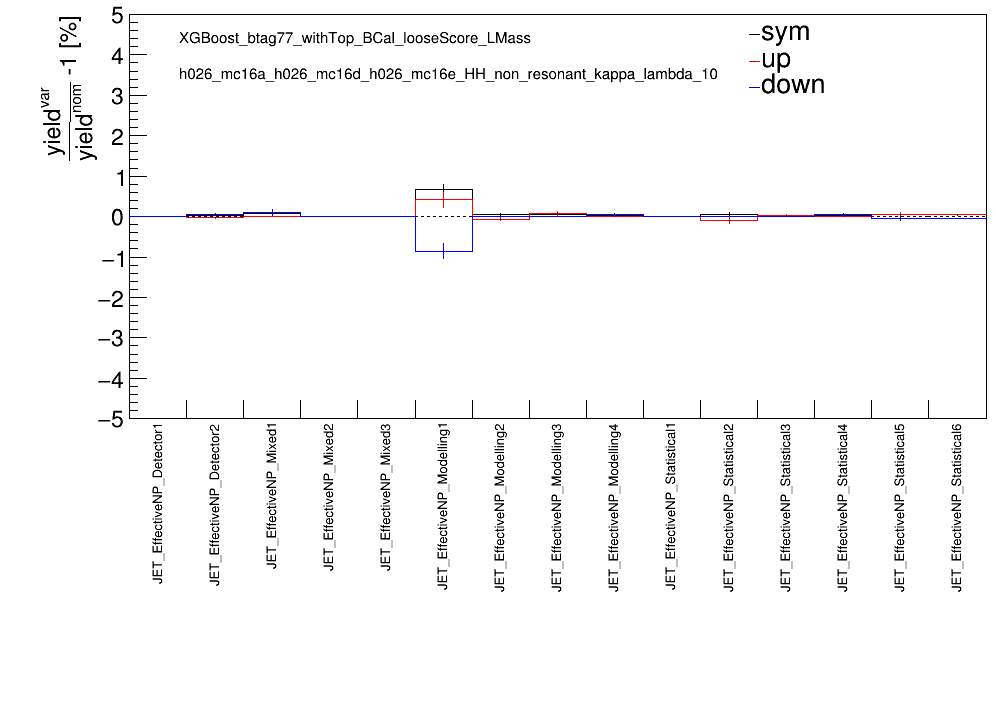 yield^var / yield^nom -1 [%]
5
4
3
2
1
0
−1
−2
−3
−4
−5
XGBoost_btag77_withTop_BCal_looseScore_LMass
h026_mc16a_h026_mc16d_h026_mc16e_HH_non_resonant_kappa_lambda_10
sym
up
down
JET_EffectiveNP_Detector1
JET_EffectiveNP_Detector2
JET_EffectiveNP_Mixed1
JET_EffectiveNP_Mixed2
JET_EffectiveNP_Mixed3
JET_EffectiveNP_Modelling1
JET_EffectiveNP_Modelling2
JET_EffectiveNP_Modelling3
JET_EffectiveNP_Modelling4
JET_EffectiveNP_Statistical1
JET_EffectiveNP_Statistical2
JET_EffectiveNP_Statistical3
JET_EffectiveNP_Statistical4
JET_EffectiveNP_Statistical5
JET_EffectiveNP_Statistical6